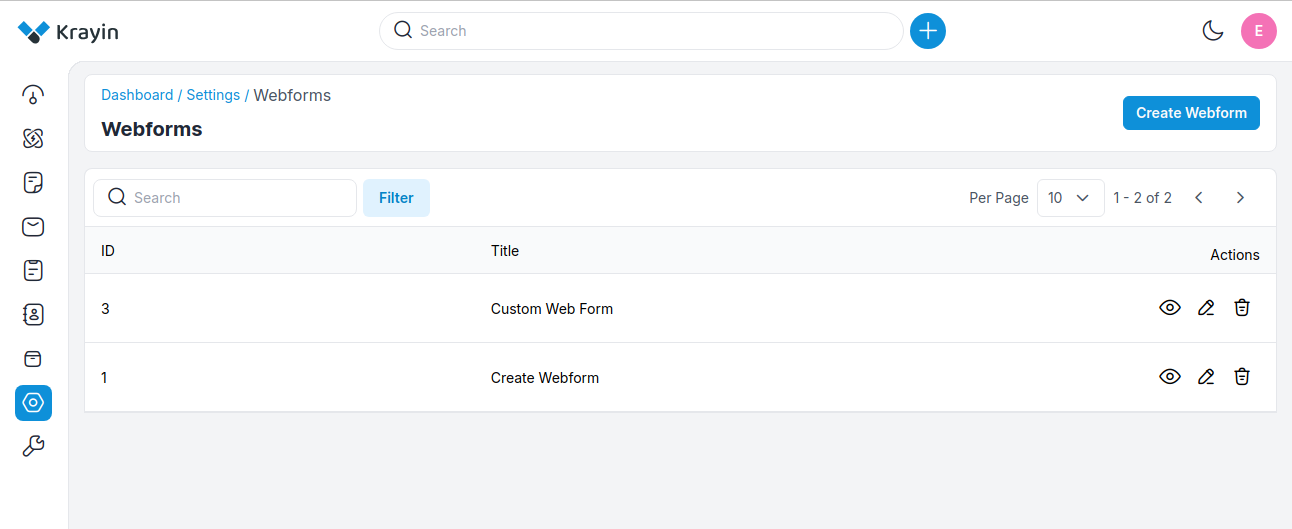 Krayin
Search
E
Dashboard / Settings / Webforms
Webforms
Create Webform
Search
Filter
Per Page 10 1 - 2 of 2
ID Title Actions
3 Custom Web Form
1 Create Webform